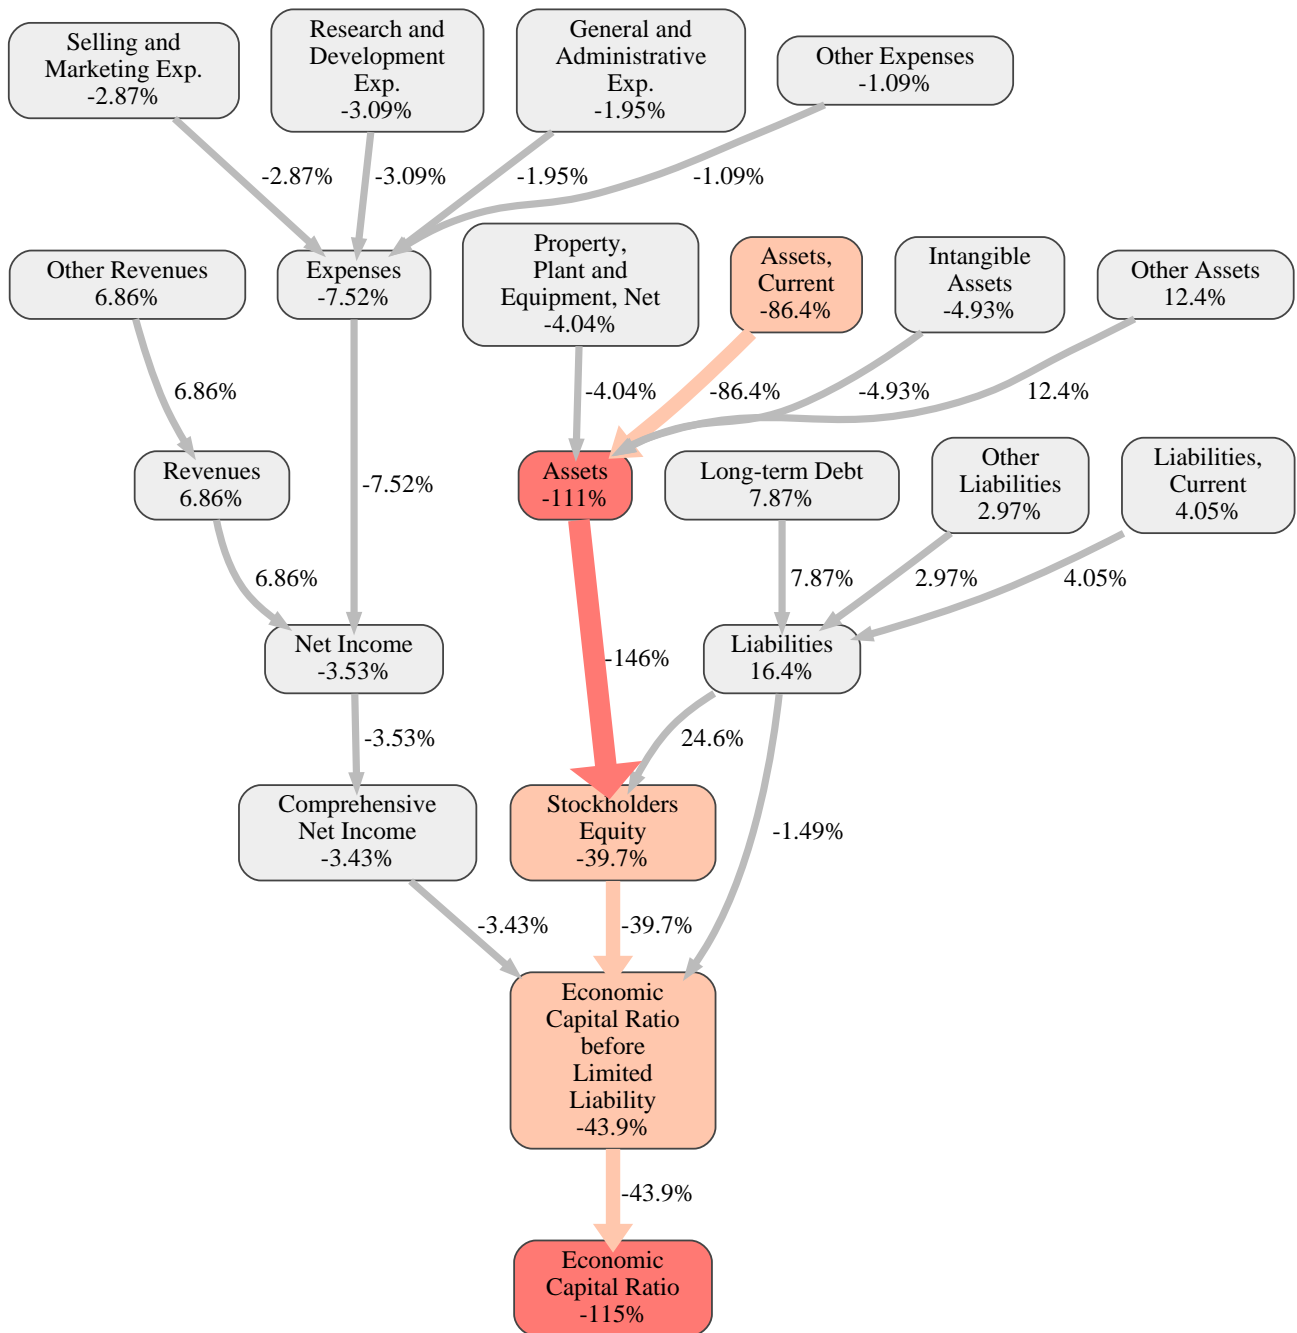 Selling and
Marketing Exp.
-2.87%
Research and
Development
Exp.
-3.09%
General and
Administrative
Exp.
-1.95%
Other Expenses
-1.09%
-2.87%
-3.09%
-1.95%
-1.09%
Other Revenues
6.86%
Expenses
-7.52%
Property,
Plant and
Equipment, Net
-4.04%
Assets,
Current
-86.4%
Intangible
Assets
-4.93%
Other Assets
12.4%
6.86%
-4.04%
-86.4%
-4.93%
12.4%
Revenues
6.86%
-7.52%
Assets
-111%
Long-term Debt
7.87%
Other
Liabilities
2.97%
Liabilities,
Current
4.05%
6.86%
7.87%
2.97%
4.05%
Net Income
-3.53%
-146%
Liabilities
16.4%
-3.53%
24.6%
Comprehensive
Net Income
-3.43%
Stockholders
Equity
-39.7%
-1.49%
-3.43%
-39.7%
Economic
Capital Ratio
before
Limited
Liability
-43.9%
-43.9%
Economic
Capital Ratio
-115%